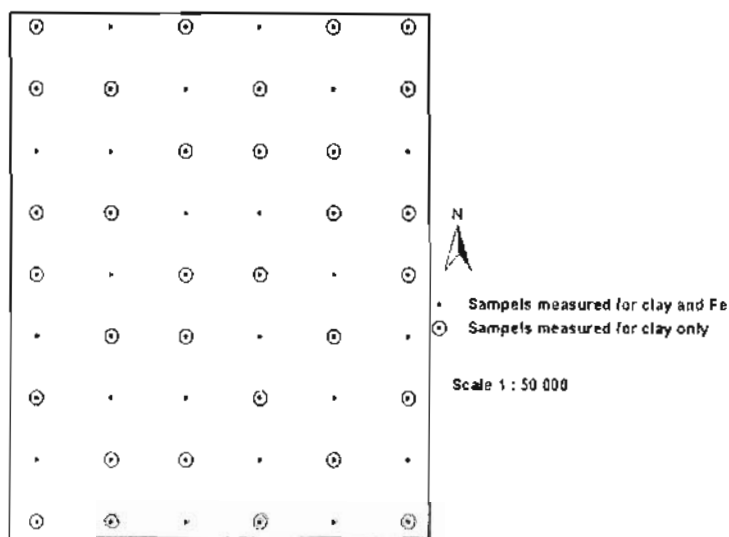 N
Sampels measured for clay and Fe
Sampels measured for clay only
Scale 1 : 50 000